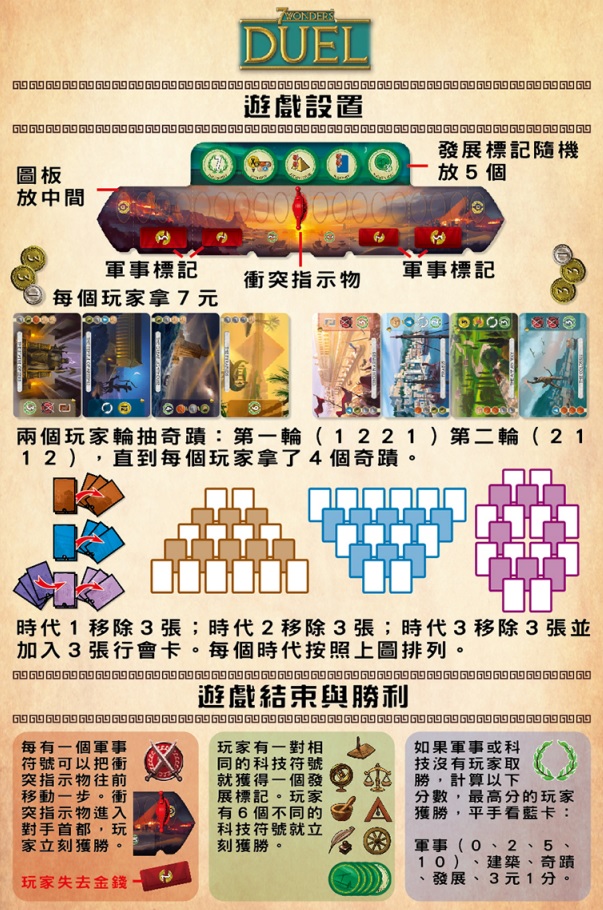 7 WONDERS
DUEL
遊戲設置
發展標記隨機
放5個
圖板
放中間
軍事標記
衝突指示物
軍事標記
每個玩家拿7元
兩個玩家輪抽奇蹟：第一輪（1221）第二輪（21
12），直到每個玩家拿了4個奇蹟。
時代1移除3張；時代2移除3張；時代3移除3張並
加入3張行會卡。每個時代按照上圖排列。
遊戲結束與勝利
每有一個軍事
符號可以把衝
突指示物往前
移動一步。衝
突指示物進入
對手首都，玩
家立刻獲勝。
玩家失去金錢
玩家有一對相
同的科技符號
就獲得一個發
展標記。玩家
有6個不同的
科技符號就立
刻獲勝。
如果軍事或科
技沒有玩家取
勝，計算以下
分數，最高分的玩家
獲勝，平手看藍卡：
軍事（0、2、5、
10）、建築、奇蹟
、發展、3元1分。